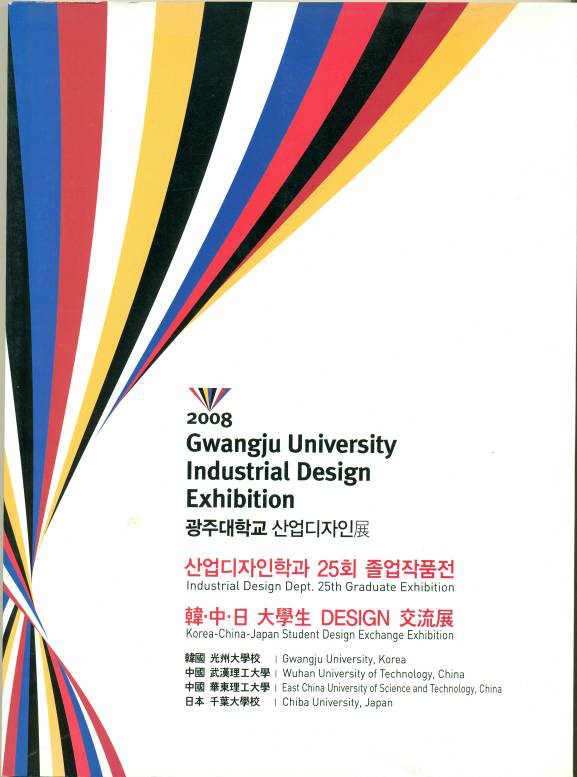 2008
Gwangju University
Industrial Design
Exhibition
광주대학교 산업디자인展
산업디자인학과 25회 졸업작품전
Industrial Design Dept. 25th Graduate Exhibition
韓·中·日 大學生 DESIGN 交流展
Korea-China-Japan Student Design Exchange Exhibition
韓國 光州大學校 | Gwangju University, Korea
中國 武漢理工大學 | Wuhan University of Technology, China
中國 華東理工大學 | East China University of Science and Technology, China
日本 千葉大學校 | Chiba University, Japan